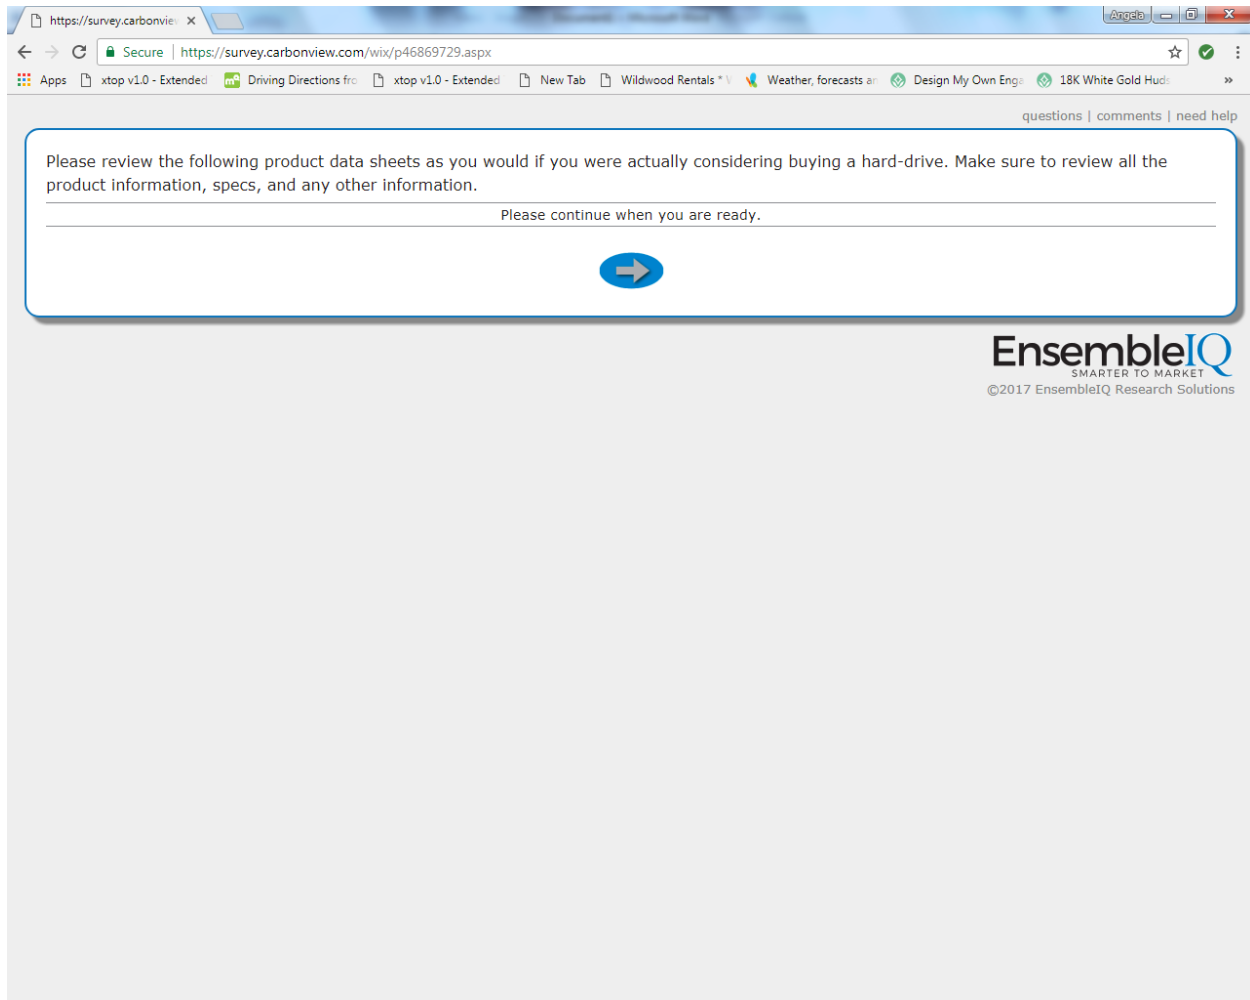 Angela
https://survey.carbonvie
Secure | https://survey.carbonview.com/wix/p46869729.aspx
Apps xtop v1.0 - Extended Driving Directions fro xtop v1.0 - Extended New Tab Wildwood Rentals * Weather, forecasts an Design My Own Enga 18K White Gold Huds »
questions | comments | need help
Please review the following product data sheets as you would if you were actually considering buying a hard-drive. Make sure to review all the
product information, specs, and any other information.
Please continue when you are ready.
EnsembleIQ
SMARTER TO MARKET
©2017 EnsembleIQ Research Solutions